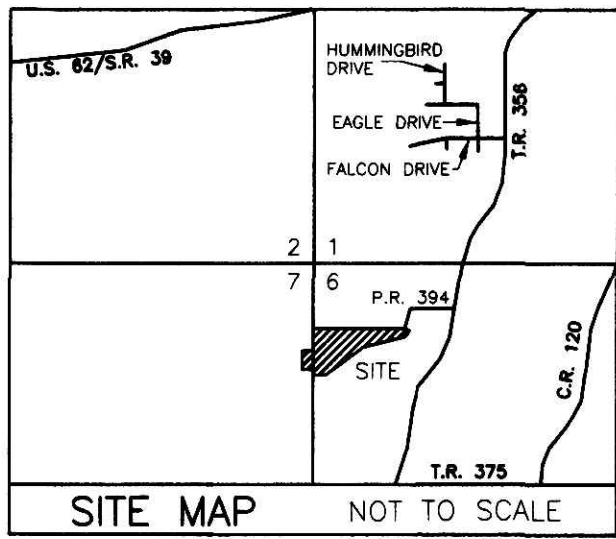 HUMMINGBIRD
DRIVE
U.S. 62/S.R. 39
EAGLE DRIVE
T.R. 358
FALCON DRIVE
2 1
7 6
P.R. 394
SITE
C.R. 120
T.R. 375
SITE MAP NOT TO SCALE